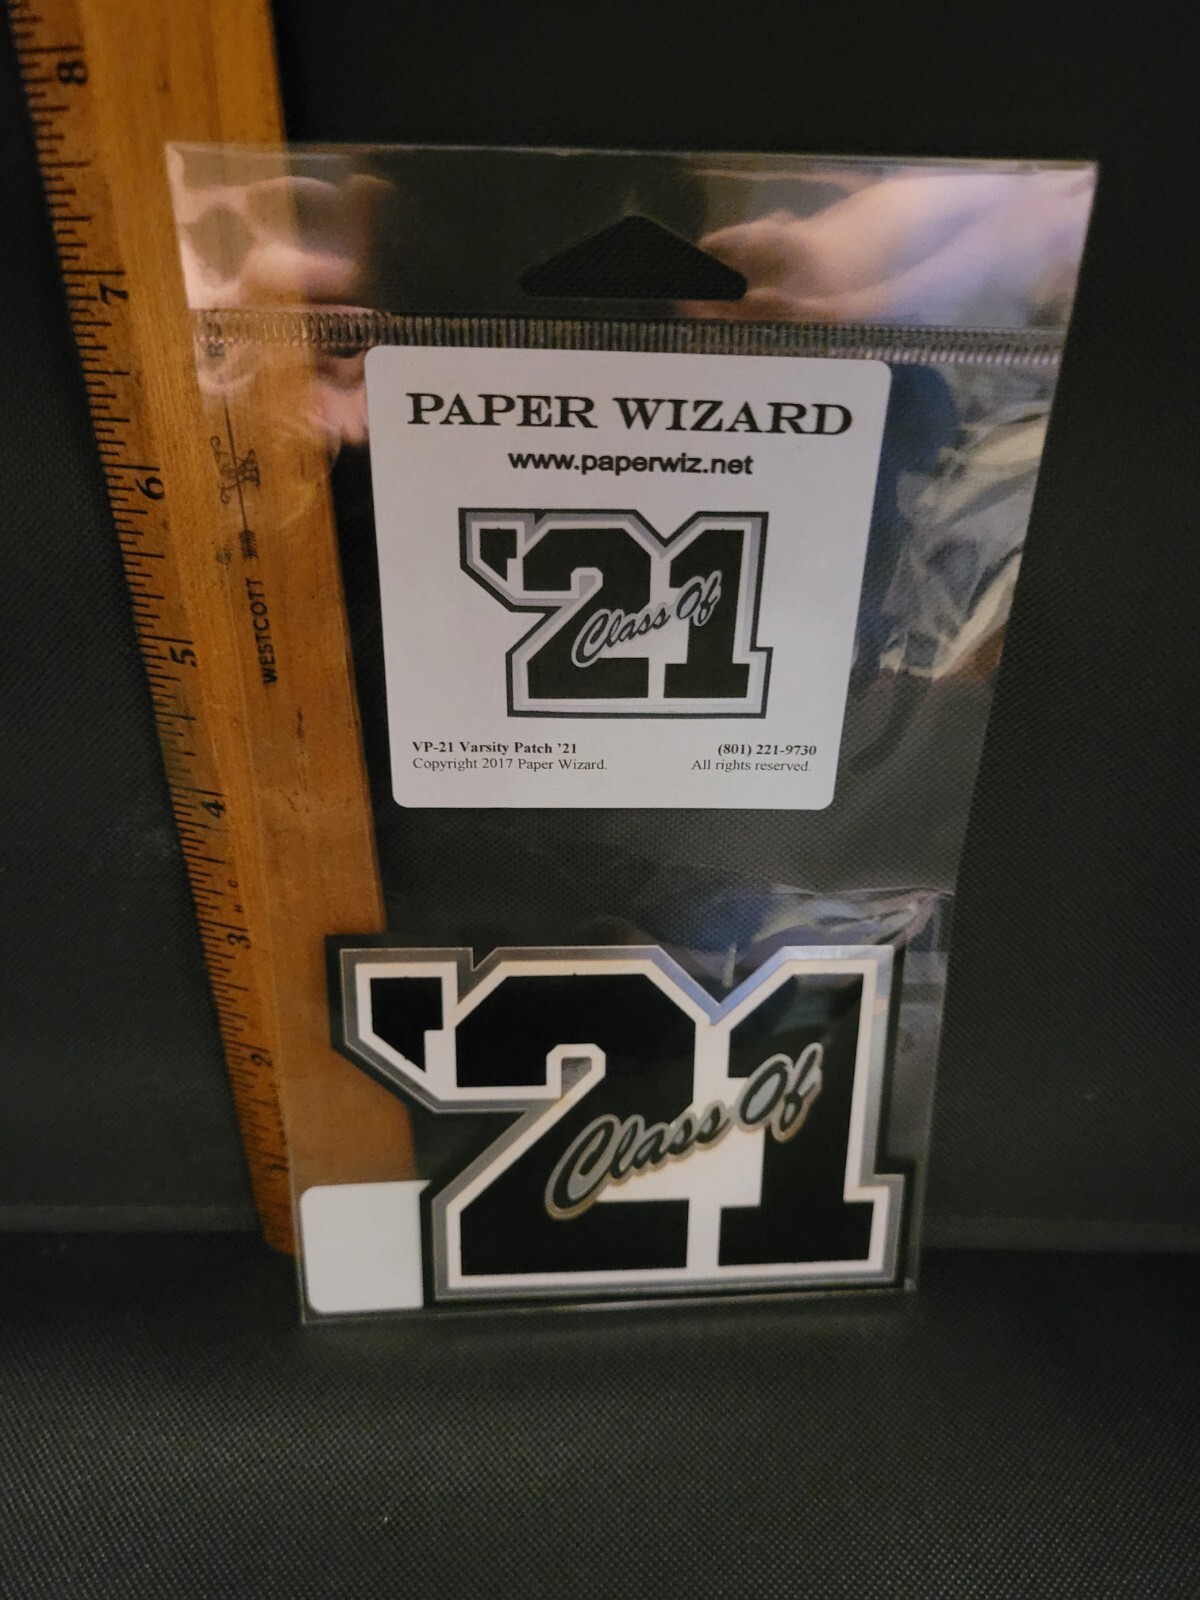 8
7
6
5
4
3
2
WESTCOTT
PAPER WIZARD
www.paperwiz.net
'21
Class Of
VP-21 Varsity Patch ’21
(801) 221-9730
Copyright 2017 Paper Wizard.
All rights reserved.
'21
Class Of